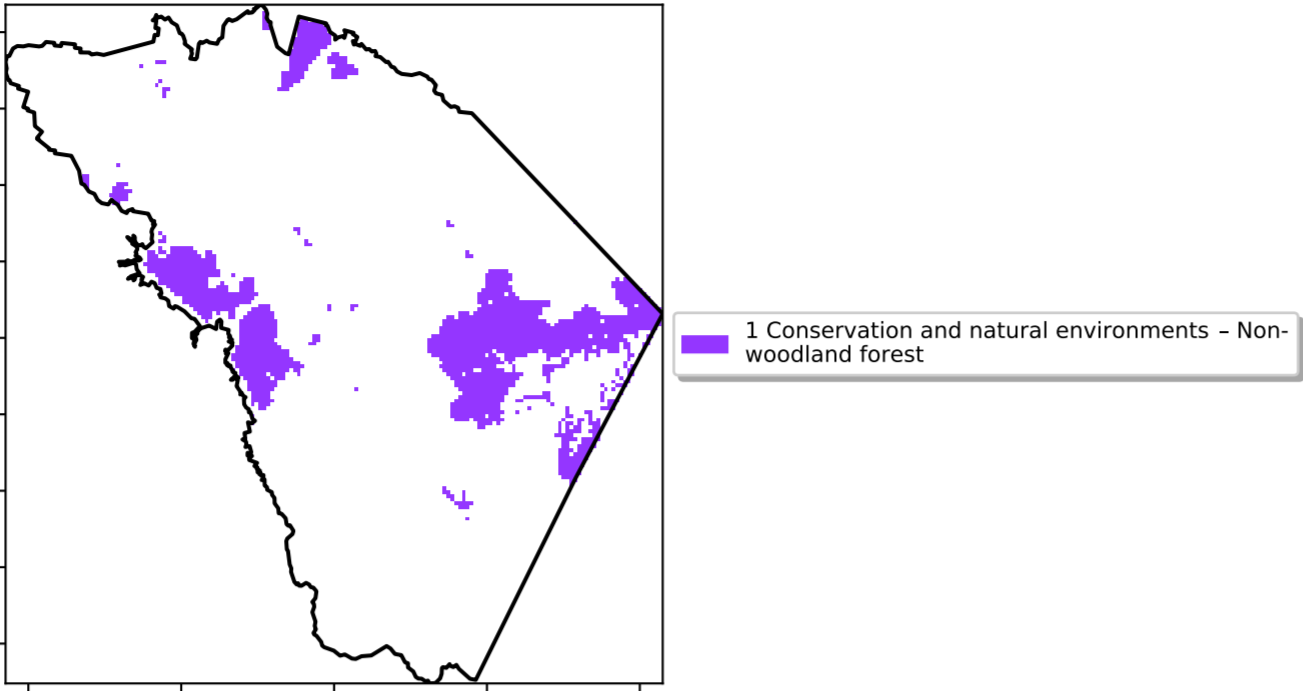 1 Conservation and natural environments – Non-
woodland forest